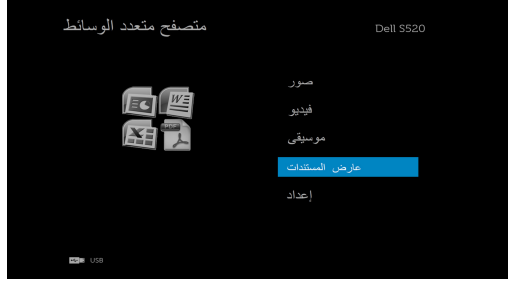 متصفح متعدد الوسائط
Dell S520
صور
فيديو
موسيقى
عارض المستندات
إعداد
USB